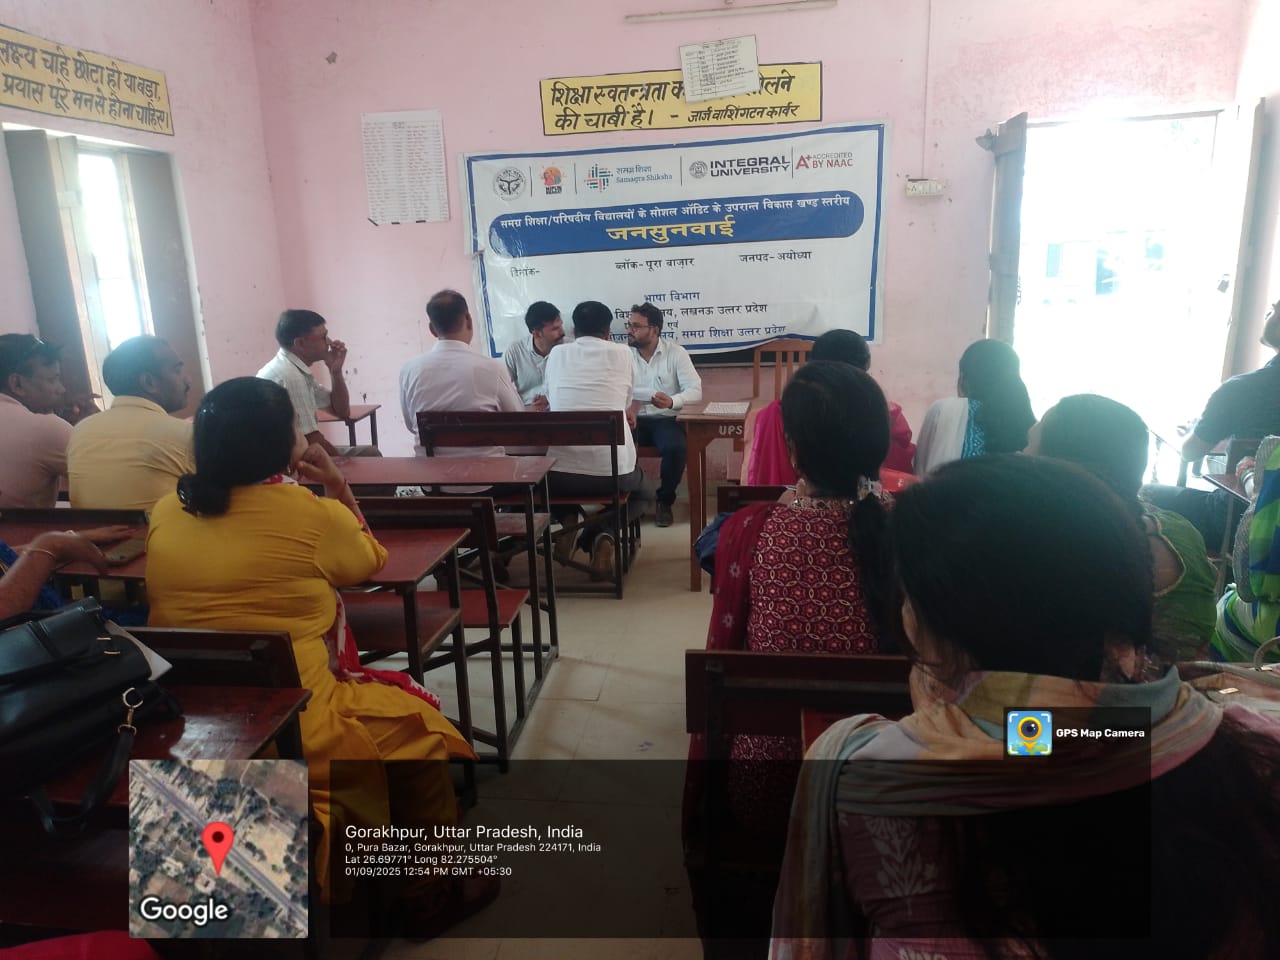 लक्ष्य चाहे छोटा हो या बड़ा,
प्रयास पूरे मन से होना चाहिए।
शिक्षा स्वतन्त्रता
की चाबी है। - जार्ज वाशिंगटन कार्वर
समग्र शिक्षा
Samagra Shiksha
INTEGRAL
UNIVERSITY
A+ ACCREDITED
BY NAAC
समग्र शिक्षा/परिषदीय विद्यालयों के सोशल ऑडिट के उपरान्त विकास खण्ड स्तरीय
जनसुनवाई
दिनांक- ब्लॉक-पूरा बाज़ार जनपद-अयोध्या
भाषा विभाग
लखनऊ उत्तर प्रदेश
एवं
समग्र शिक्षा उत्तर प्रदेश
UPS
GPS Map Camera
Gorakhpur, Uttar Pradesh, India
0, Pura Bazar, Gorakhpur, Uttar Pradesh 224171, India
Lat 26.69771° Long 82.275504°
01/09/2025 12:54 PM GMT +05:30
Google